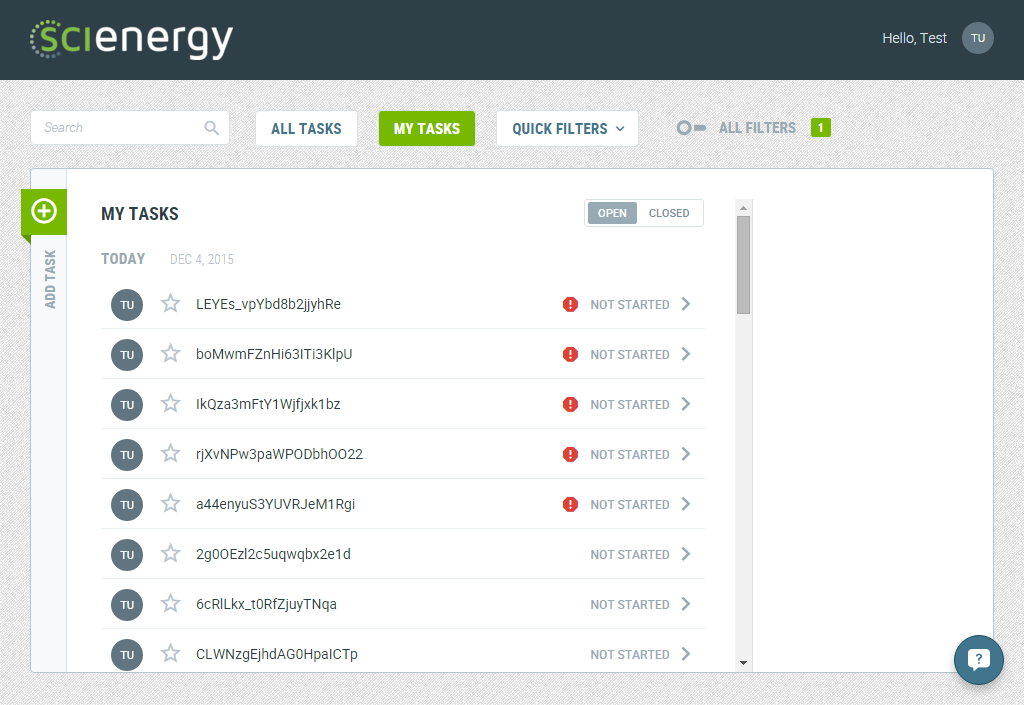 scienergy
Hello, Test TU
Search ALL TASKS MY TASKS QUICK FILTERS ALL FILTERS 1
MY TASKS OPEN CLOSED
ADD TASK
TODAY DEC 4, 2015
TU LEYEs_vpYbd8b2jjyhRe ! NOT STARTED
TU boMwmFZnHi63ITi3KlpU ! NOT STARTED
TU IkQza3mFtY1Wjfjxk1bz ! NOT STARTED
TU rjXvNPw3paWPODbhOO22 ! NOT STARTED
TU a44enyuS3YUVRJeM1Rgi ! NOT STARTED
TU 2g0OEzl2c5uqwqbx2e1d NOT STARTED
TU 6cRlLkx_t0RfZjuyTNqa NOT STARTED
TU CLWNzgEjhdAG0HpaICTp NOT STARTED
?